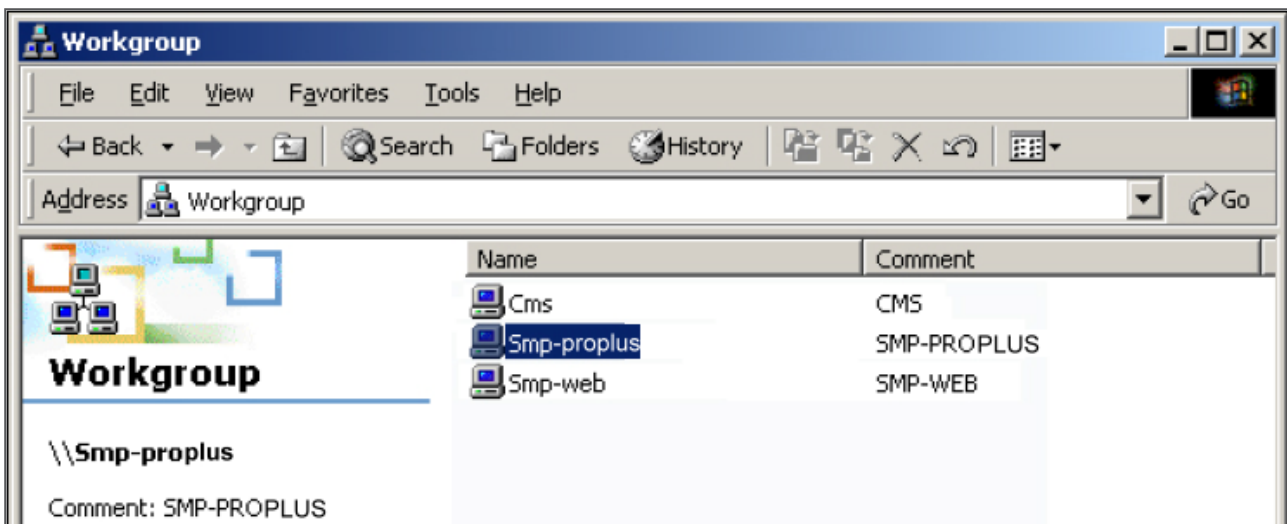 Workgroup
File Edit View Favorites Tools Help
Back Search Folders History
Address Workgroup Go
Name Comment
Cms CMS
Smp-proplus SMP-PROPLUS
Smp-web SMP-WEB
Workgroup
\\Smp-proplus
Comment: SMP-PROPLUS